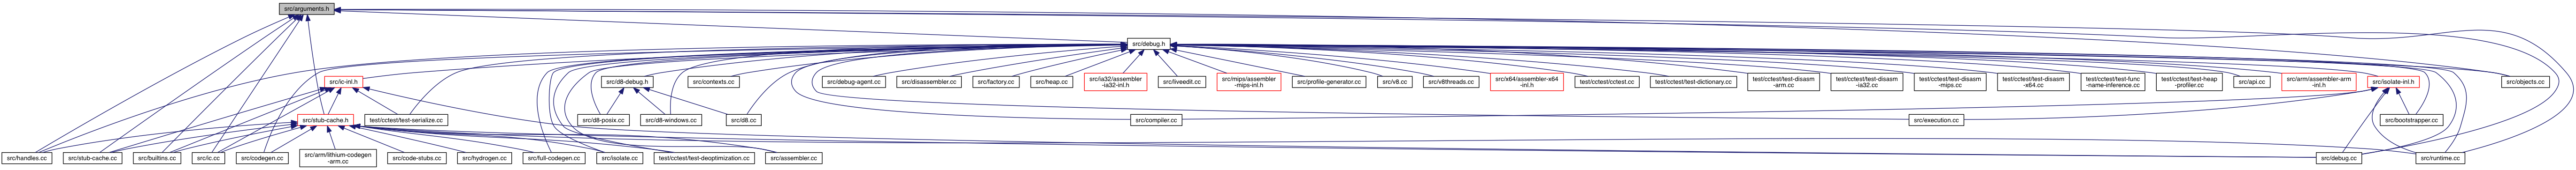 src/arguments.h
src/debug.h
src/ic-inl.h
src/d8-debug.h
src/contexts.cc
src/debug-agent.cc
src/disassembler.cc
src/factory.cc
src/heap.cc
src/ia32/assembler
-ia32-inl.h
src/liveedit.cc
src/mips/assembler
-mips-inl.h
src/profile-generator.cc
src/v8.cc
src/v8threads.cc
src/x64/assembler-x64
-inl.h
test/cctest/cctest.cc
test/cctest/test-dictionary.cc
test/cctest/test-disasm
-arm.cc
test/cctest/test-disasm
-ia32.cc
test/cctest/test-disasm
-mips.cc
test/cctest/test-disasm
-x64.cc
test/cctest/test-func
-name-inference.cc
test/cctest/test-heap
-profiler.cc
src/api.cc
src/arm/assembler-arm
-inl.h
src/isolate-inl.h
src/objects.cc
src/stub-cache.h
test/cctest/test-serialize.cc
src/d8-posix.cc
src/d8-windows.cc
src/d8.cc
src/compiler.cc
src/execution.cc
src/bootstrapper.cc
src/handles.cc
src/stub-cache.cc
src/builtins.cc
src/ic.cc
src/codegen.cc
src/arm/lithium-codegen
-arm.cc
src/code-stubs.cc
src/hydrogen.cc
src/full-codegen.cc
src/isolate.cc
test/cctest/test-deoptimization.cc
src/assembler.cc
src/debug.cc
src/runtime.cc